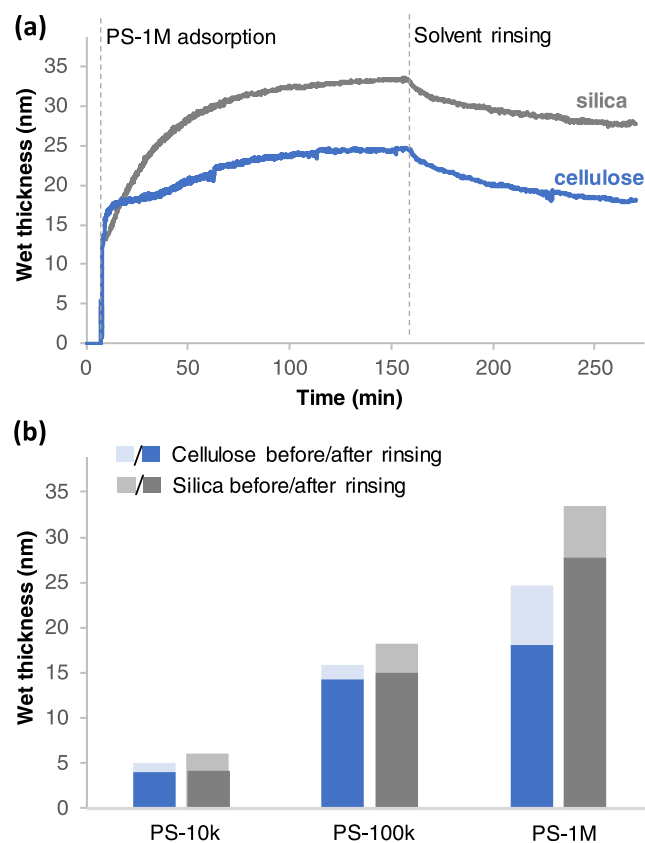 (a)
PS-1M adsorption
Solvent rinsing
Wet thickness (nm)
35
30
25
20
15
10
5
0
silica
cellulose
0 50 100 150 200 250
Time (min)
(b)
Cellulose before/after rinsing
Silica before/after rinsing
Wet thickness (nm)
35
30
25
20
15
10
5
0
PS-10k PS-100k PS-1M